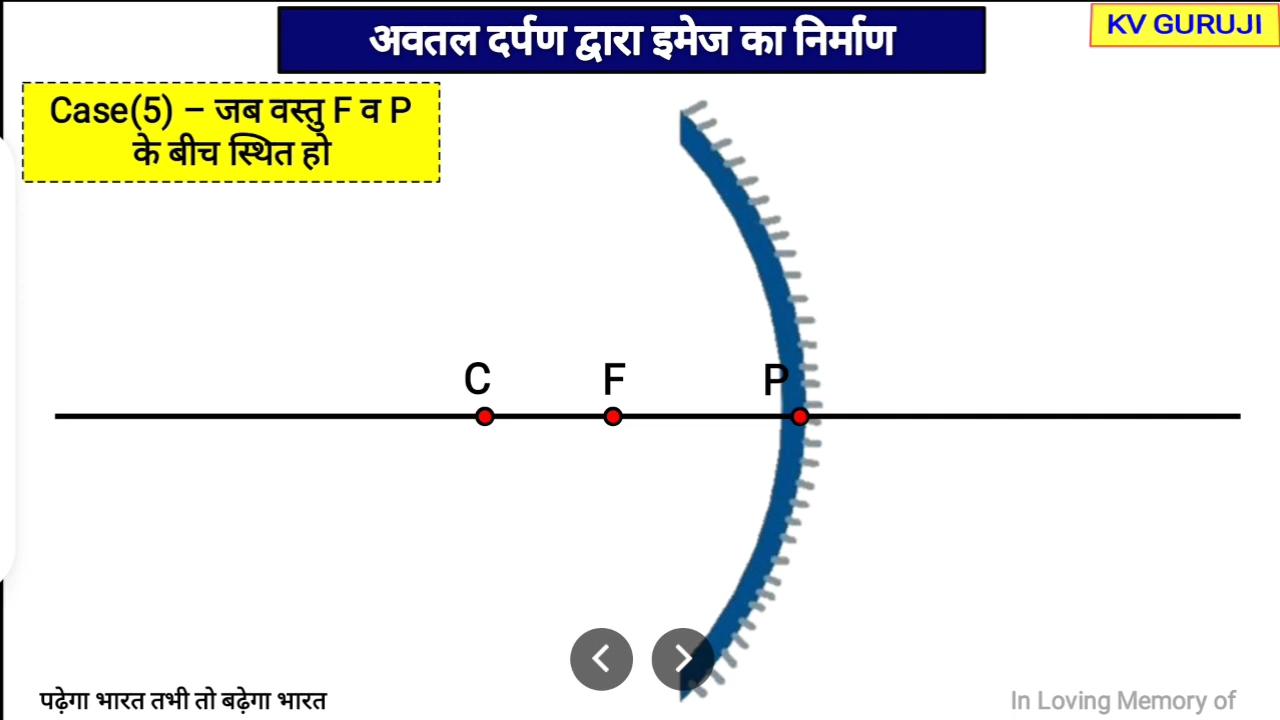 अवतल दर्पण द्वारा इमेज का निर्माण
KV GURUJI
Case(5) – जब वस्तु F व P
के बीच स्थित हो
C F P
पढ़ेगा भारत तभी तो बढ़ेगा भारत
In Loving Memory of